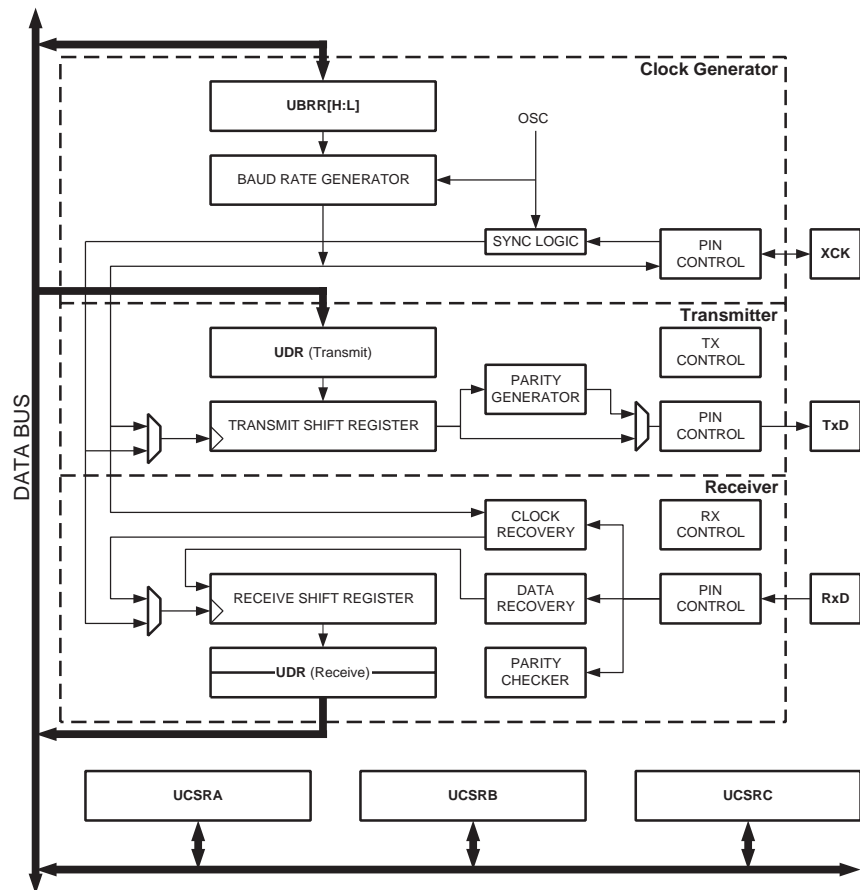 Clock Generator
UBRR[H:L]
OSC
BAUD RATE GENERATOR
SYNC LOGIC
PIN
CONTROL
XCK
Transmitter
UDR (Transmit)
TX
CONTROL
PARITY
GENERATOR
TRANSMIT SHIFT REGISTER
PIN
CONTROL
TxD
DATA BUS
Receiver
CLOCK
RECOVERY
RX
CONTROL
RECEIVE SHIFT REGISTER
DATA
RECOVERY
PIN
CONTROL
RxD
UDR (Receive)
PARITY
CHECKER
UCSRA
UCSRB
UCSRC